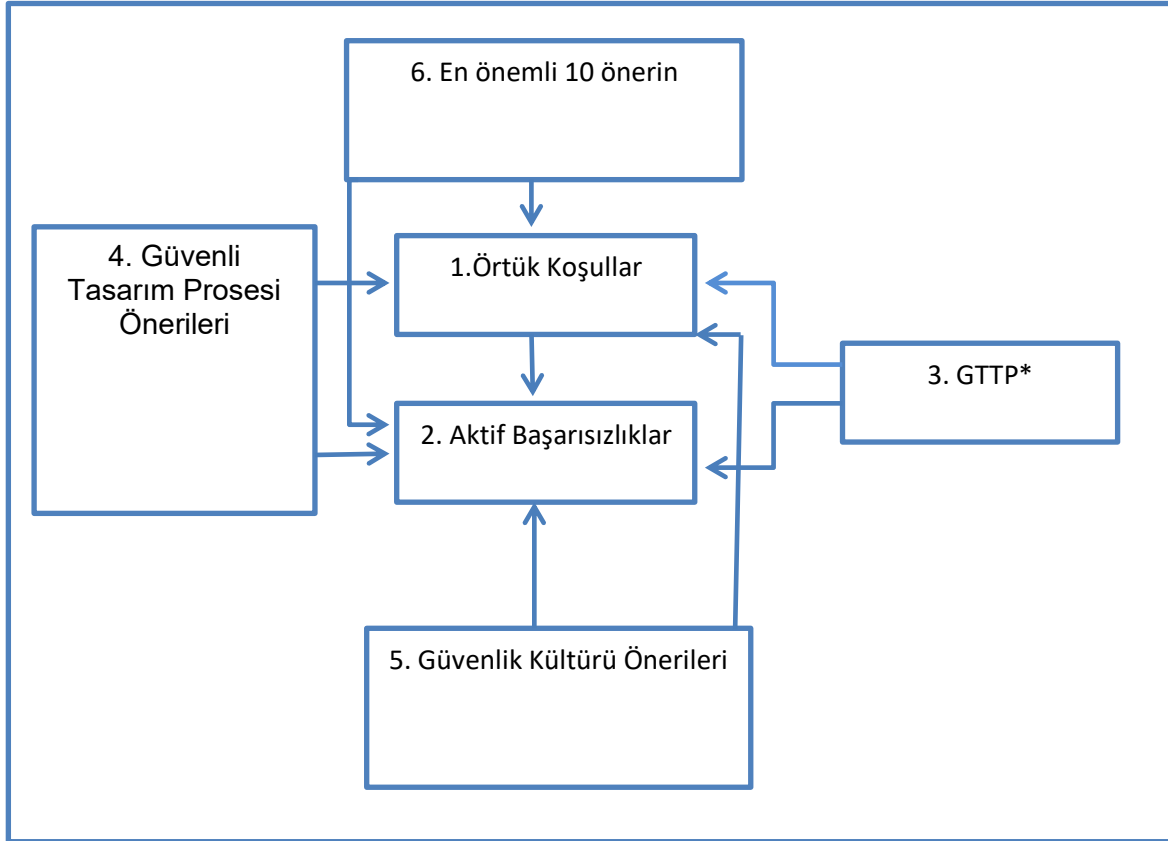 6. En önemli 10 önerin
4. Güvenli
Tasarım Prosesi
Önerileri
1.Örtük Koşullar
3. GTTP*
2. Aktif Başarısızlıklar
5. Güvenlik Kültürü Önerileri